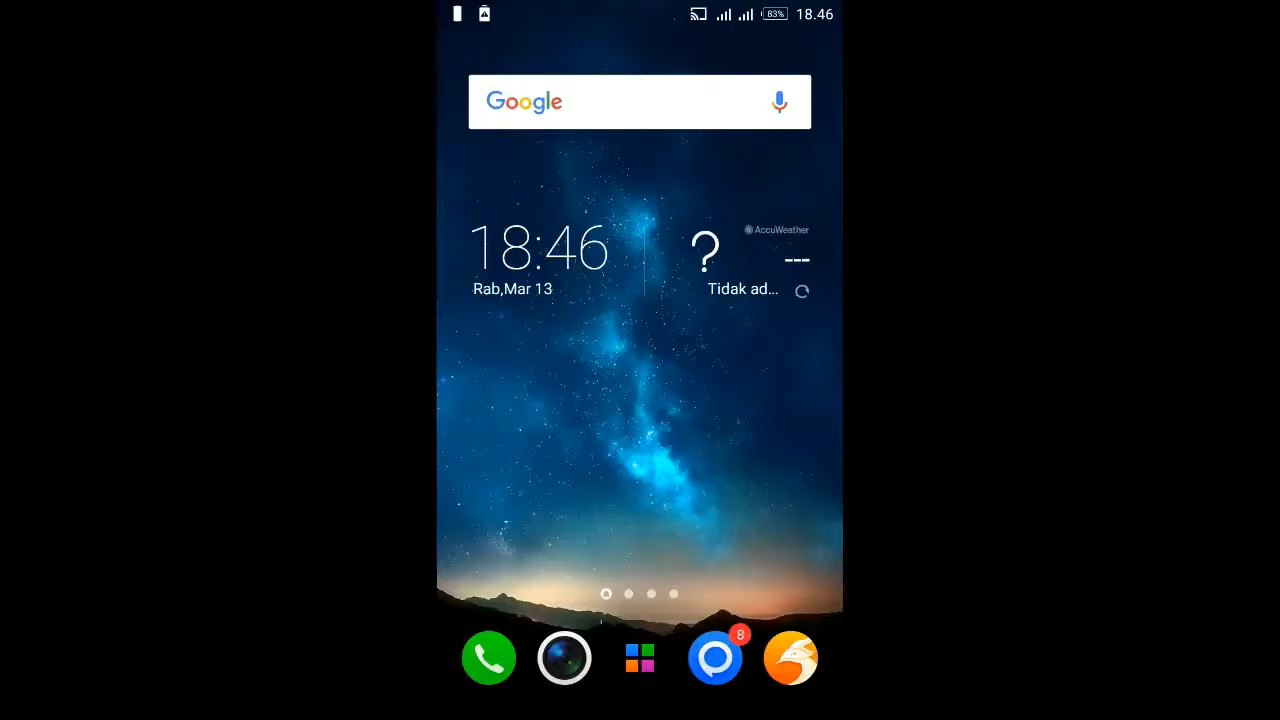 83% 18.46
Google
18:46
Rab,Mar 13
? AccuWeather
---
Tidak ad...
8